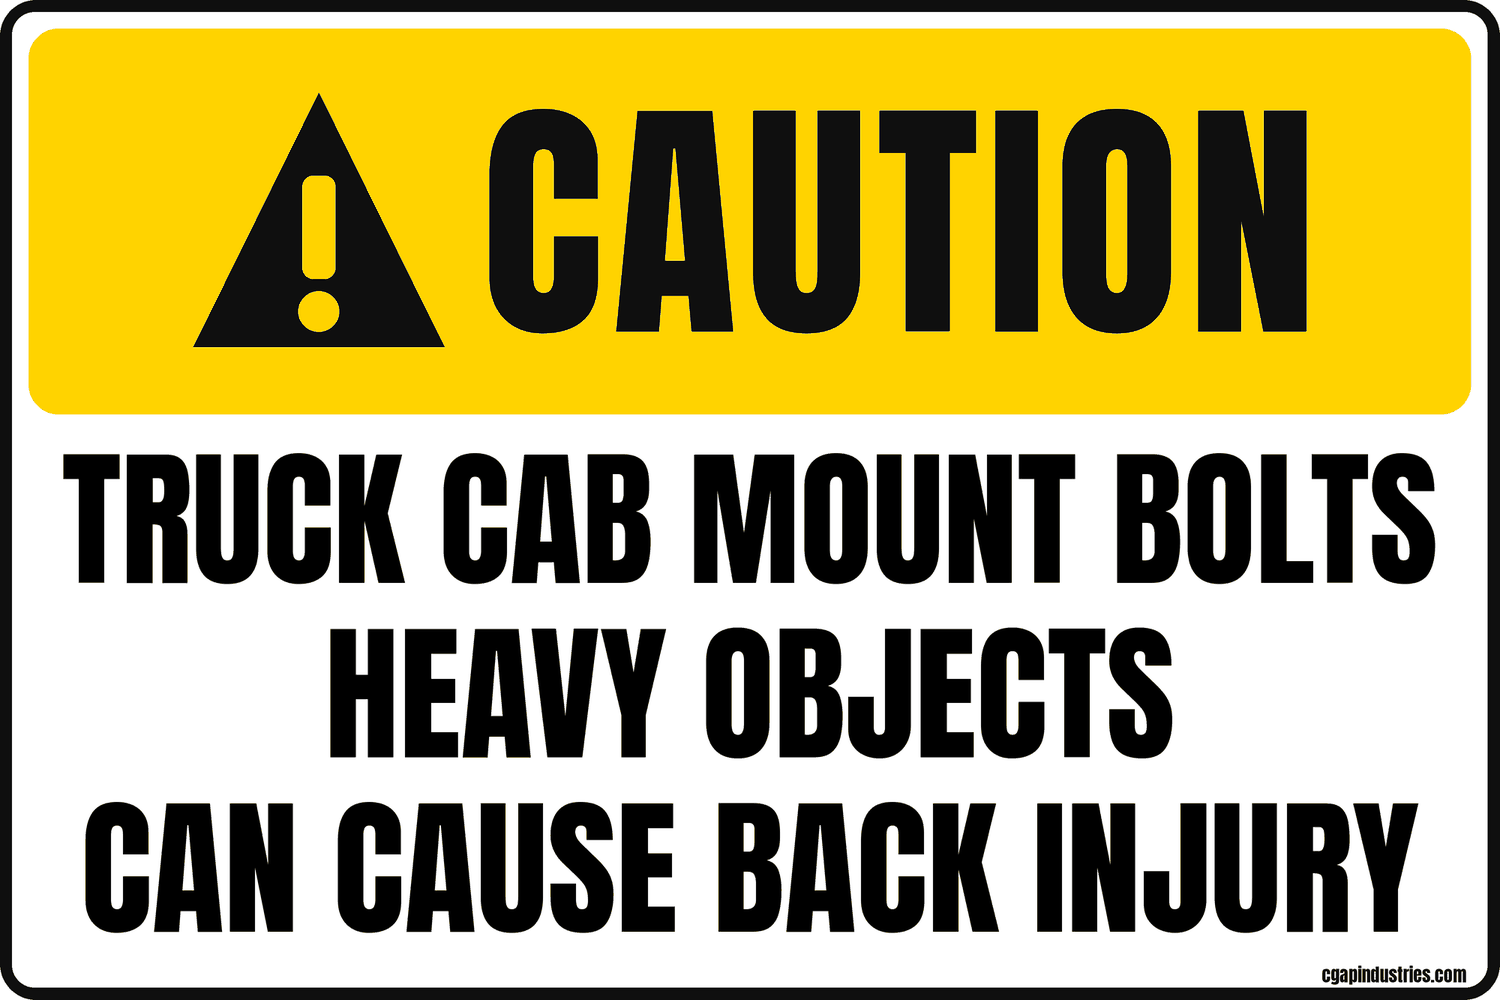 CAUTION
TRUCK CAB MOUNT BOLTS
HEAVY OBJECTS
CAN CAUSE BACK INJURY
cgapindustries.com